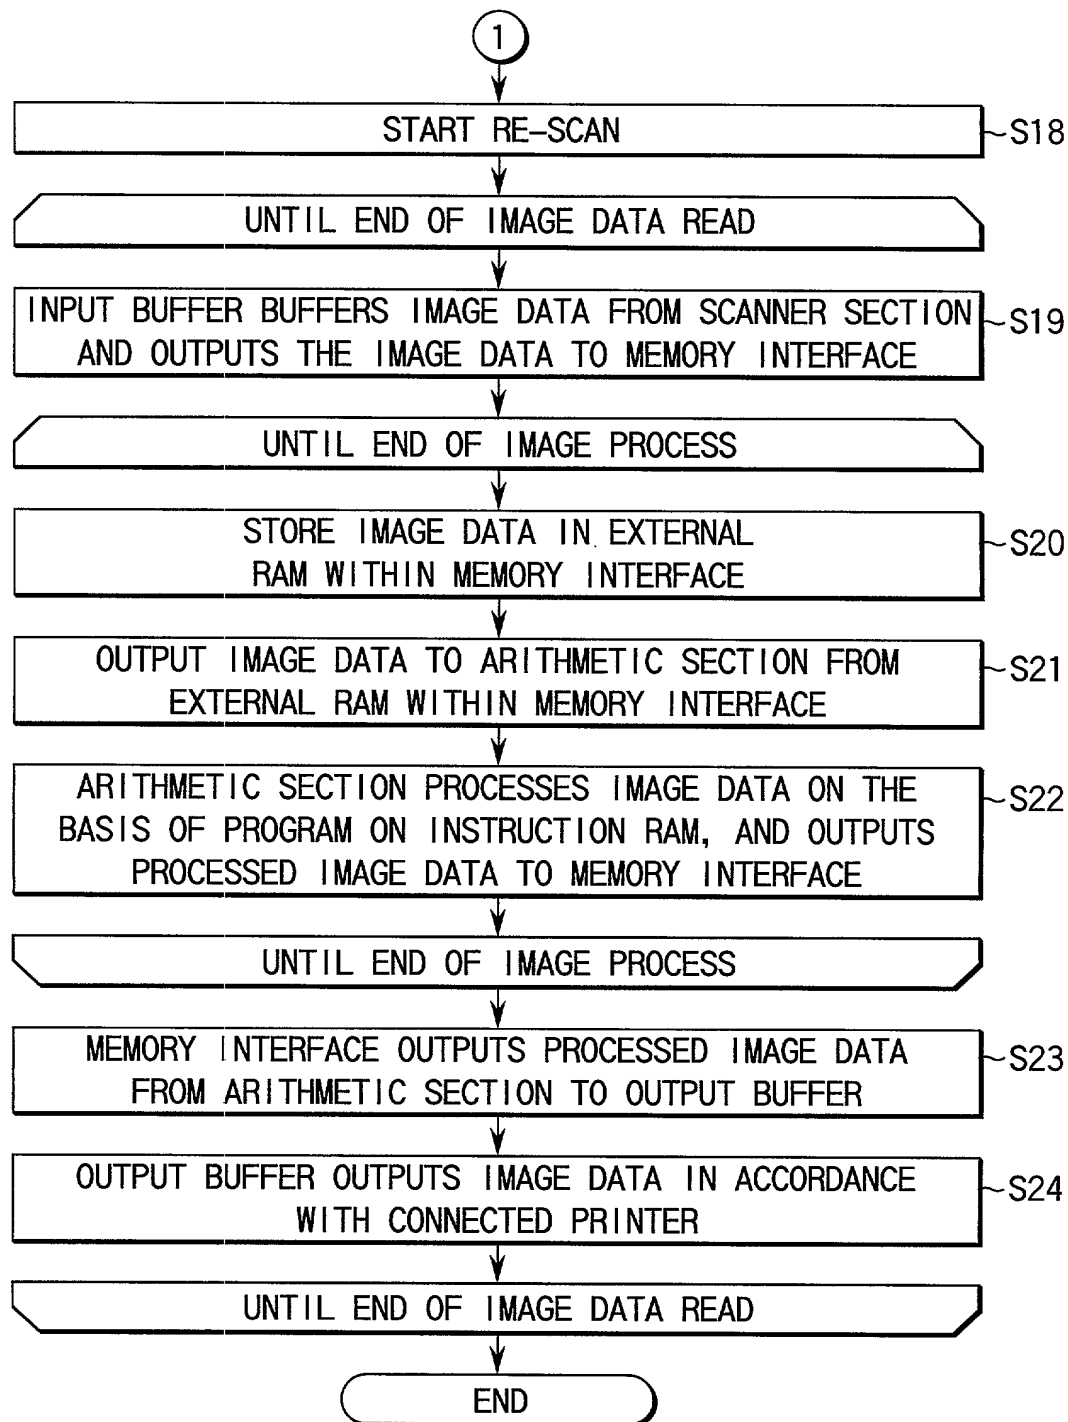 1
START RE-SCAN
S18
UNTIL END OF IMAGE DATA READ
INPUT BUFFER BUFFERS IMAGE DATA FROM SCANNER SECTION
AND OUTPUTS THE IMAGE DATA TO MEMORY INTERFACE
S19
UNTIL END OF IMAGE PROCESS
STORE IMAGE DATA IN EXTERNAL
RAM WITHIN MEMORY INTERFACE
S20
OUTPUT IMAGE DATA TO ARITHMETIC SECTION FROM
EXTERNAL RAM WITHIN MEMORY INTERFACE
S21
ARITHMETIC SECTION PROCESSES IMAGE DATA ON THE
BASIS OF PROGRAM ON INSTRUCTION RAM, AND OUTPUTS
PROCESSED IMAGE DATA TO MEMORY INTERFACE
S22
UNTIL END OF IMAGE PROCESS
MEMORY INTERFACE OUTPUTS PROCESSED IMAGE DATA
FROM ARITHMETIC SECTION TO OUTPUT BUFFER
S23
OUTPUT BUFFER OUTPUTS IMAGE DATA IN ACCORDANCE
WITH CONNECTED PRINTER
S24
UNTIL END OF IMAGE DATA READ
END